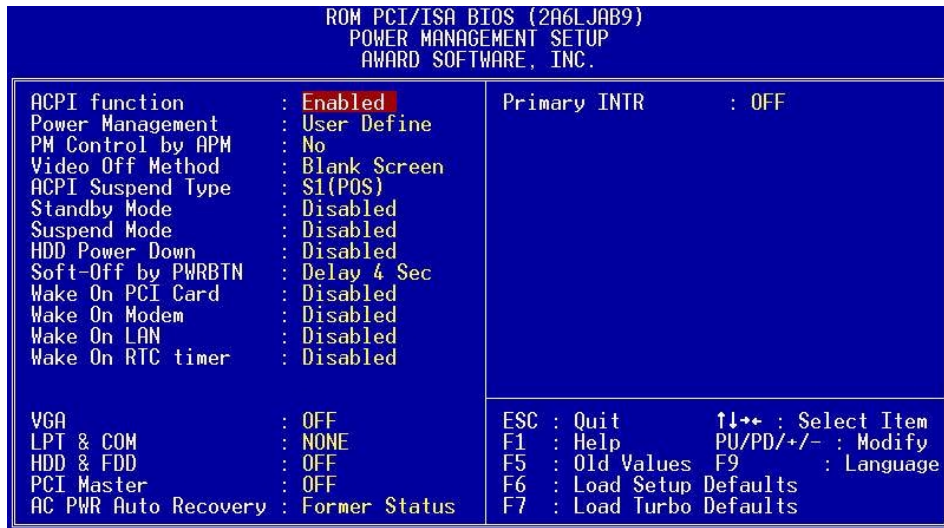 ROM PCI/ISA BIOS (2A6LJAB9)
POWER MANAGEMENT SETUP
AWARD SOFTWARE, INC.
ACPI function : Enabled
Power Management : User Define
PM Control by APM : No
Video Off Method : Blank Screen
ACPI Suspend Type : S1(POS)
Standby Mode : Disabled
Suspend Mode : Disabled
HDD Power Down : Disabled
Soft-Off by PWRBTN : Delay 4 Sec
Wake On PCI Card : Disabled
Wake On Modem : Disabled
Wake On LAN : Disabled
Wake On RTC timer : Disabled
VGA : OFF
LPT & COM : NONE
HDD & FDD : OFF
PCI Master : OFF
AC PWR Auto Recovery : Former Status
Primary INTR : OFF
ESC : Quit ↑↓→← : Select Item
F1 : Help PU/PD/+/- : Modify
F5 : Old Values F9 : Language
F6 : Load Setup Defaults
F7 : Load Turbo Defaults